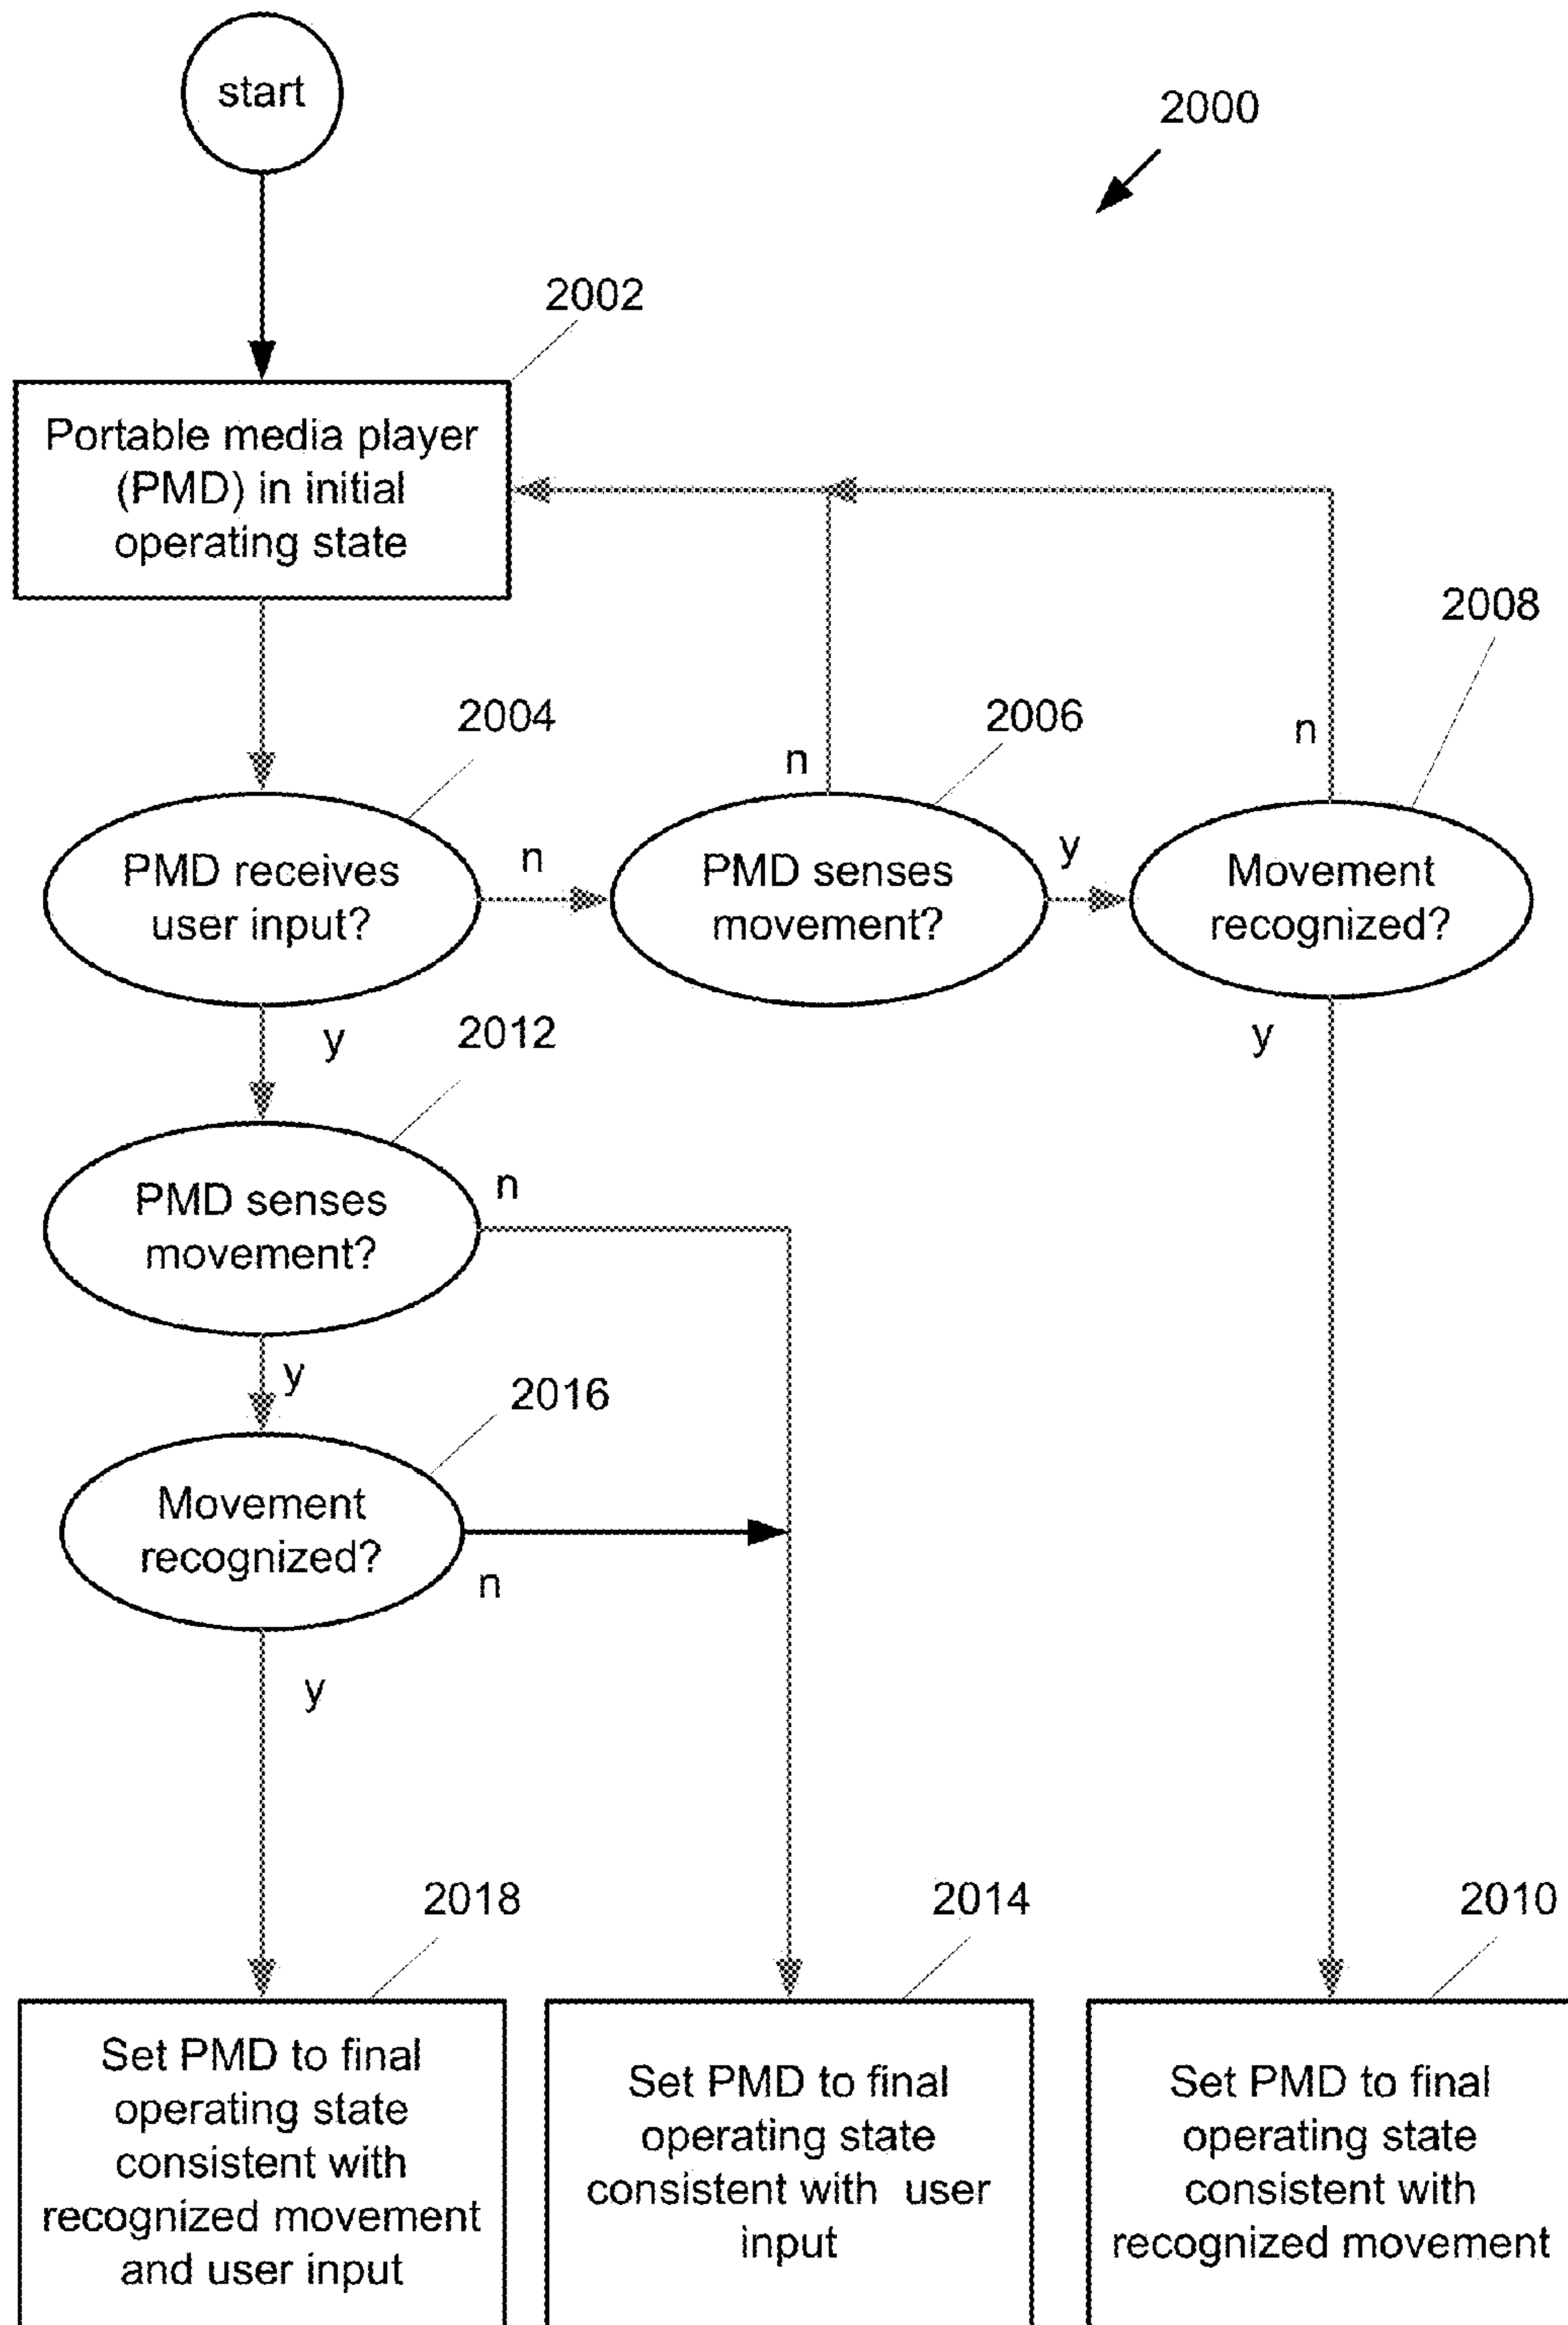 start
2000
2002
Portable media player
(PMD) in initial
operating state
2008
2004
2006
n
n
PMD receives
user input?
n
PMD senses
movement?
y
Movement
recognized?
y
2012
y
PMD senses
movement?
n
y
2016
Movement
recognized?
n
y
2018
2014
2010
Set PMD to final
operating state
consistent with
recognized movement
and user input
Set PMD to final
operating state
consistent with user
input
Set PMD to final
operating state
consistent with
recognized movement